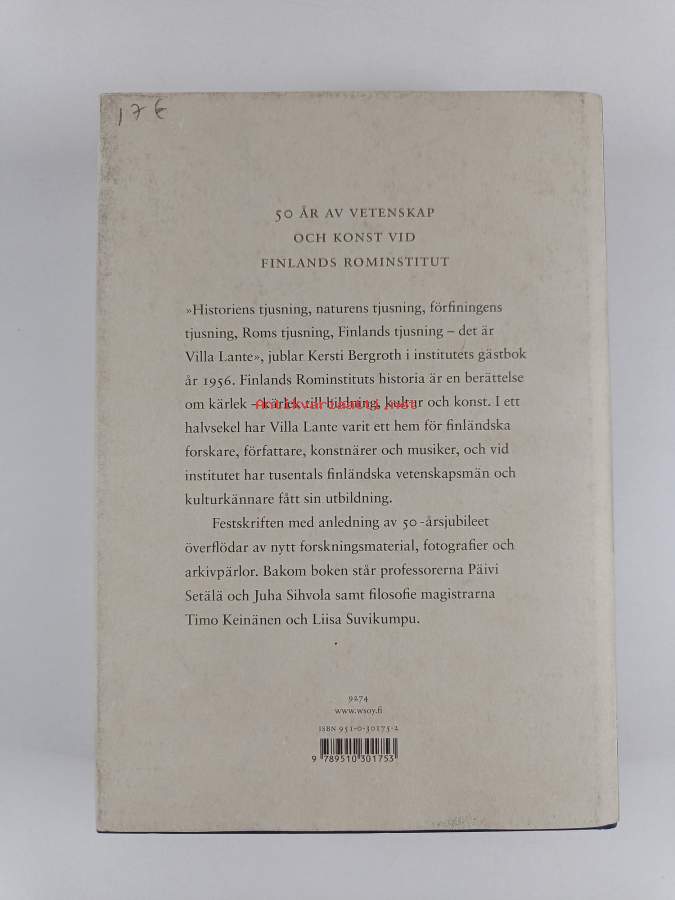 17 €
50 ÅR AV VETENSKAP
OCH KONST VID
FINLANDS ROMINSTITUT
»Historiens tjusning, naturens tjusning, förfiningens
tjusning, Roms tjusning, Finlands tjusning – det är
Villa Lante», jublar Kersti Bergroth i institutets gästbok
år 1956. Finlands Rominstituts historia är en berättelse
om kärlek – kärlek till bildning, kultur och konst. I ett
Antikvariaatti.net
halvsekel har Villa Lante varit ett hem för finländska
forskare, författare, konstnärer och musiker, och vid
institutet har tusentals finländska vetenskapsmän och
kulturkännare fått sin utbildning.
Festskriften med anledning av 50-årsjubileet
överflödar av nytt forskningsmaterial, fotografier och
arkivpärlor. Bakom boken står professorerna Päivi
Setälä och Juha Sihvola samt filosofie magistrarna
Timo Keinänen och Liisa Suvikumpu.
9274
www.wsoy.fi
ISBN 951-0-30175-2
9 789510 301753